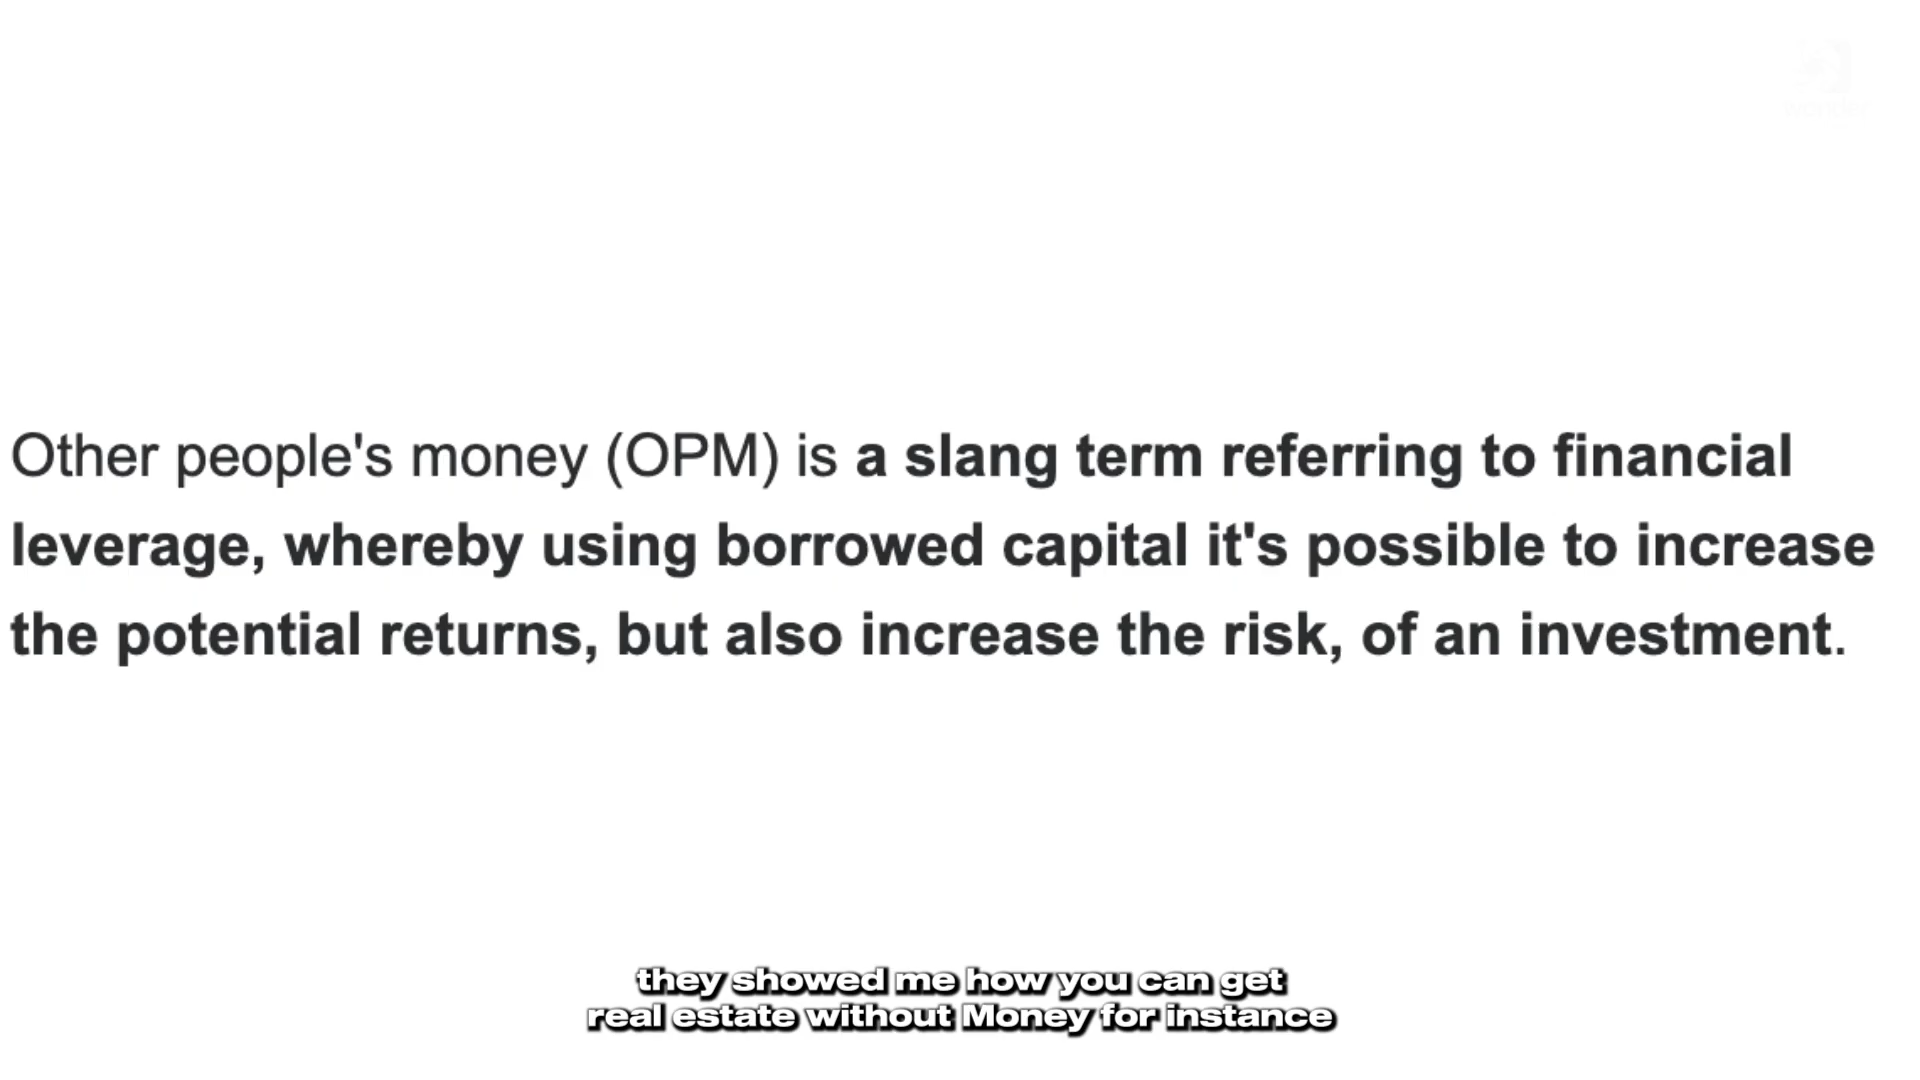 Other people's money (OPM) is a slang term referring to financial
leverage, whereby using borrowed capital it's possible to increase
the potential returns, but also increase the risk, of an investment.
they showed me how you can get
real estate without Money for instance